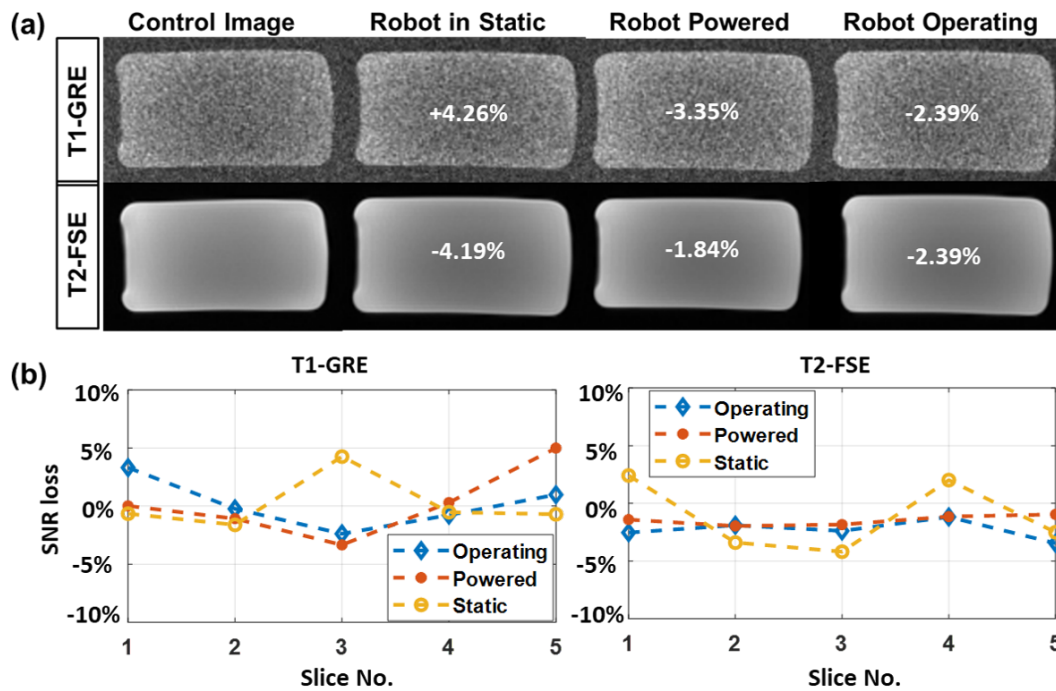 (a)
Control Image Robot in Static Robot Powered Robot Operating
T1-GRE
+4.26% -3.35% -2.39%
T2-FSE
-4.19% -1.84% -2.39%
(b)
T1-GRE
10%
5%
0%
-5%
-10%
SNR loss
Operating
Powered
Static
1 2 3 4 5
Slice No.
T2-FSE
10%
5%
0%
-5%
-10%
Operating
Powered
Static
1 2 3 4 5
Slice No.